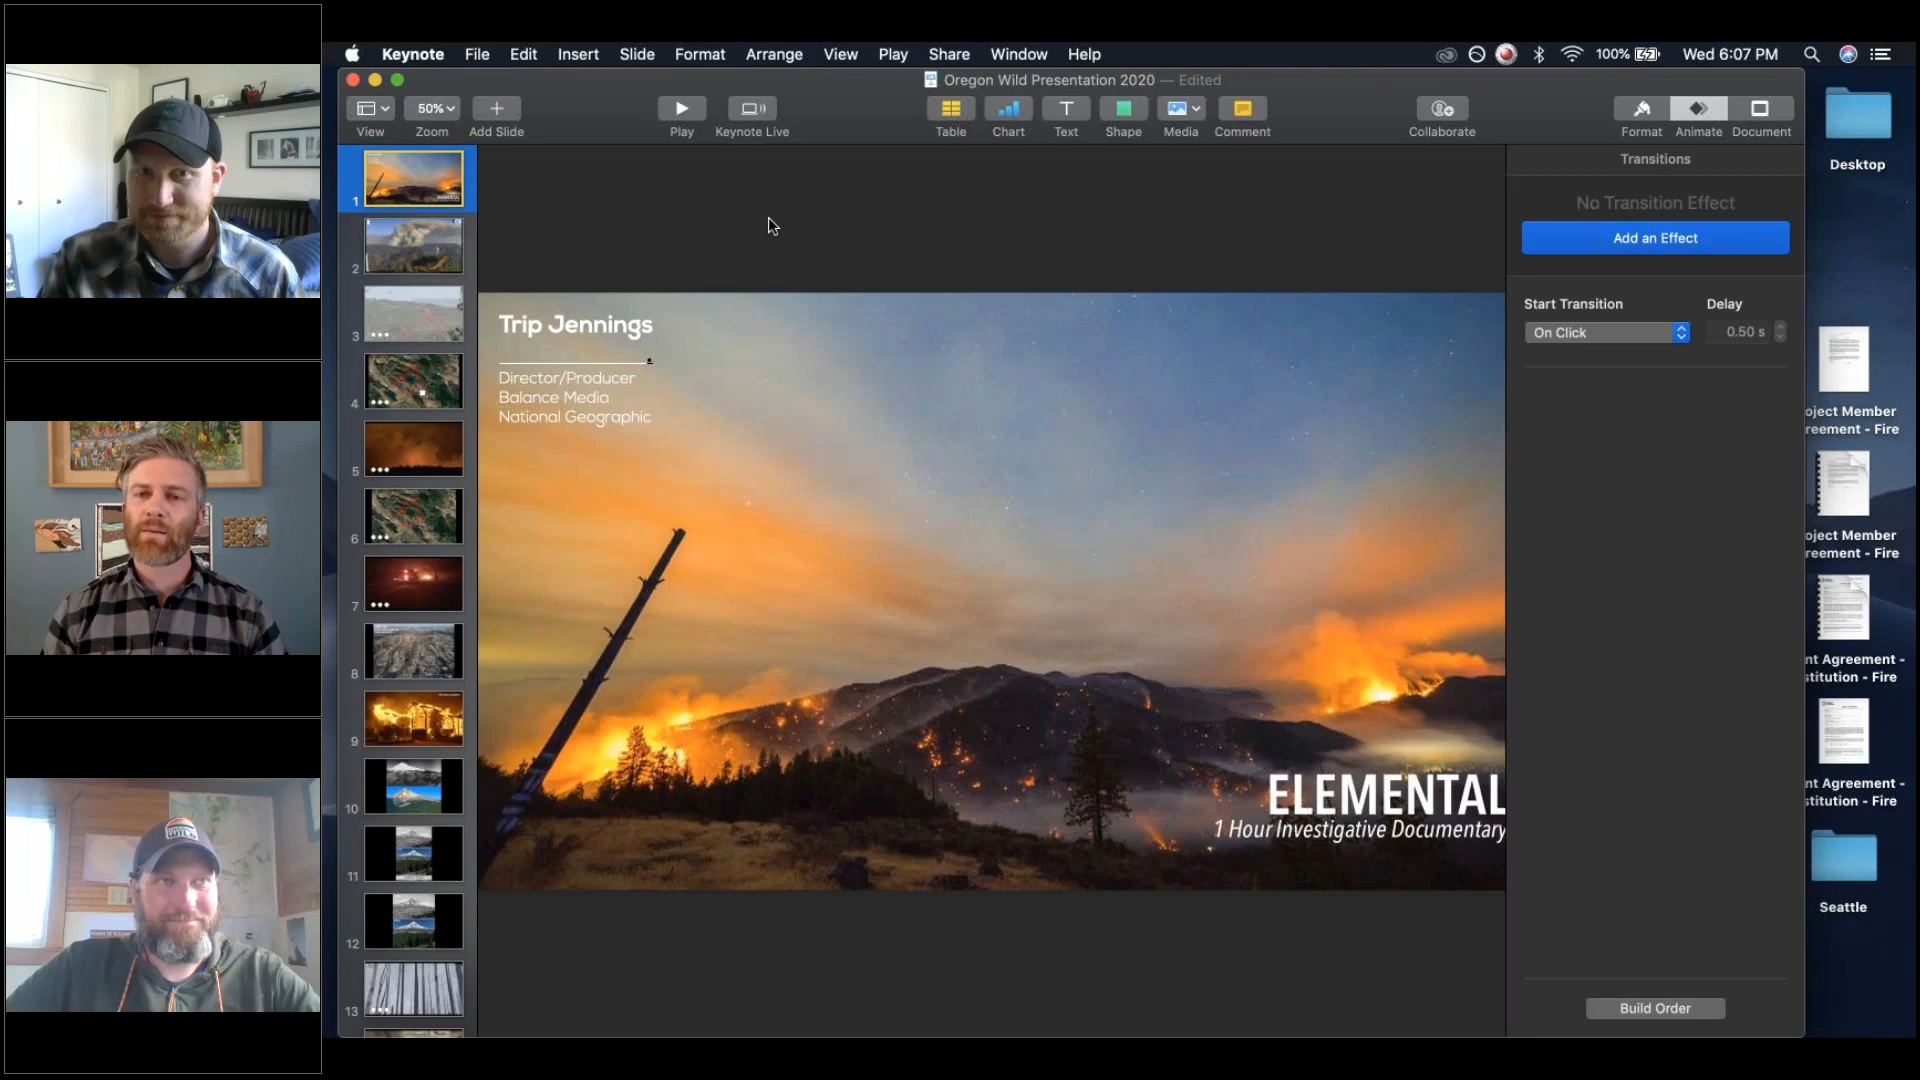 Keynote File Edit Insert Slide Format Arrange View Play Share Window Help
100% Wed 6:07 PM
Oregon Wild Presentation 2020 — Edited
50%
View Zoom Add Slide Play Keynote Live Table Chart Text Shape Media Comment Collaborate Format Animate Document
Transitions
No Transition Effect
Add an Effect
Start Transition Delay
On Click 0.50 s
Build Order
1
2
3
4
5
6
7
8
9
10
11
12
13
Trip Jennings
Director/Producer
Balance Media
National Geographic
ELEMENTAL
1 Hour Investigative Documentary
Desktop
oject Member
reement - Fire
oject Member
reement - Fire
nt Agreement -
stitution - Fire
nt Agreement -
stitution - Fire
Seattle
WILD